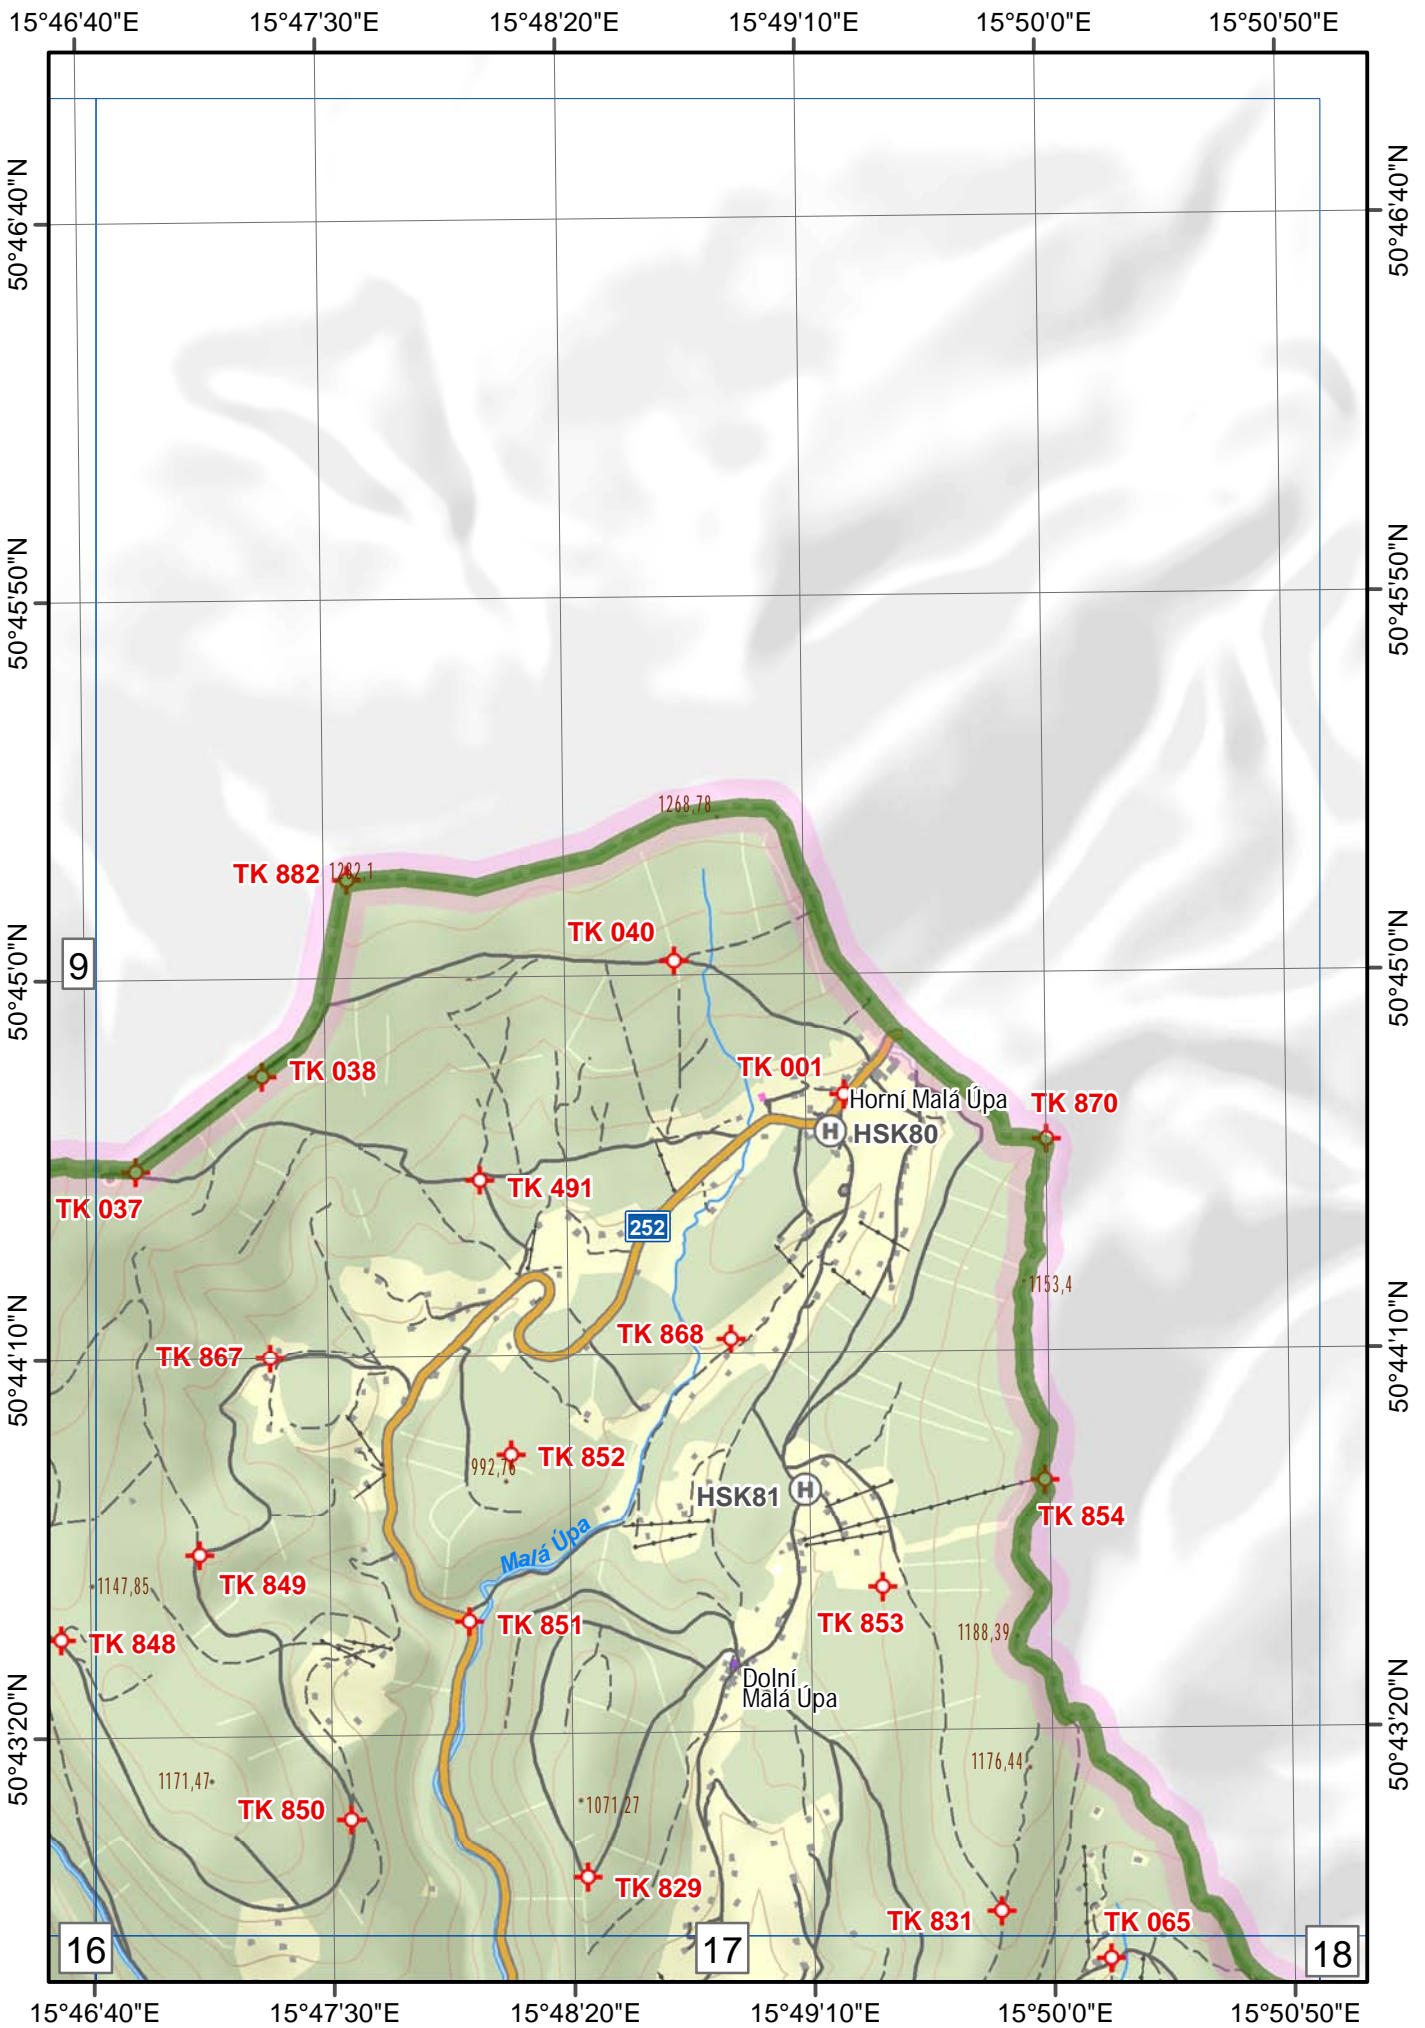 15°46'40"E 15°47'30"E 15°48'20"E 15°49'10"E 15°50'0"E 15°50'50"E
50°46'40"N 50°46'40"N
50°45'50"N 50°45'50"N
1268,78
TK 882 1282,1
TK 040
9
50°45'0"N 50°45'0"N
TK 038 TK 001
Horní Malá Úpa TK 870
HSK80
H
TK 037 TK 491
252
1153,4
TK 868
TK 867
50°44'10"N 50°44'10"N
TK 852
992,76
HSK81 H
TK 854
Malá Úpa
TK 849
1147,85
TK 853
TK 851
1188,39
TK 848
Dolní
Malá Úpa
50°43'20"N 50°43'20"N
1176,44
1171,47
TK 850 1071,27
TK 829
TK 831 TK 065
16 17 18
15°46'40"E 15°47'30"E 15°48'20"E 15°49'10"E 15°50'0"E 15°50'50"E